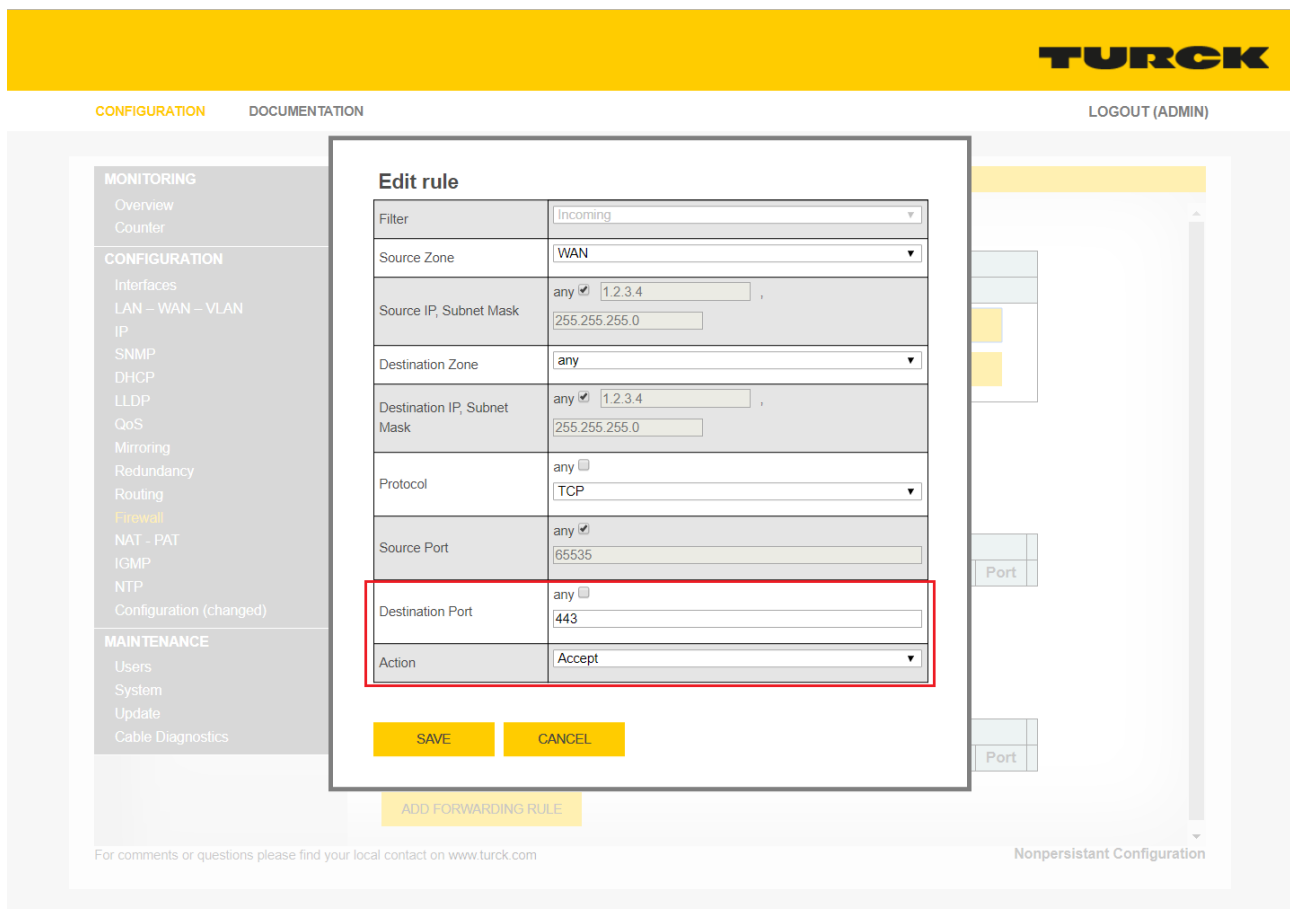 TURCK
CONFIGURATION DOCUMENTATION LOGOUT (ADMIN)
MONITORING
Overview
Counter
CONFIGURATION
Interfaces
LAN – WAN – VLAN
IP
SNMP
DHCP
LLDP
QoS
Mirroring
Redundancy
Routing
Firewall
NAT - PAT
IGMP
NTP
Configuration (changed)
MAINTENANCE
Users
System
Update
Cable Diagnostics
Edit rule
Filter Incoming
Source Zone WAN
Source IP, Subnet Mask any 1.2.3.4 ,
255.255.255.0
Destination Zone any
Destination IP, Subnet Mask any 1.2.3.4 ,
255.255.255.0
Protocol any
TCP
Source Port any
65535
Destination Port any
443
Action Accept
SAVE CANCEL
Port
Port
ADD FORWARDING RULE
For comments or questions please find your local contact on www.turck.com Nonpersistant Configuration